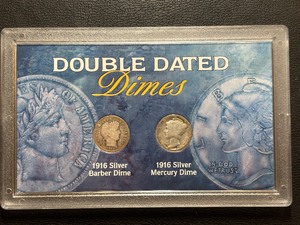 DOUBLE DATED
Dimes
1916 Silver
Barber Dime
1916 Silver
Mercury Dime